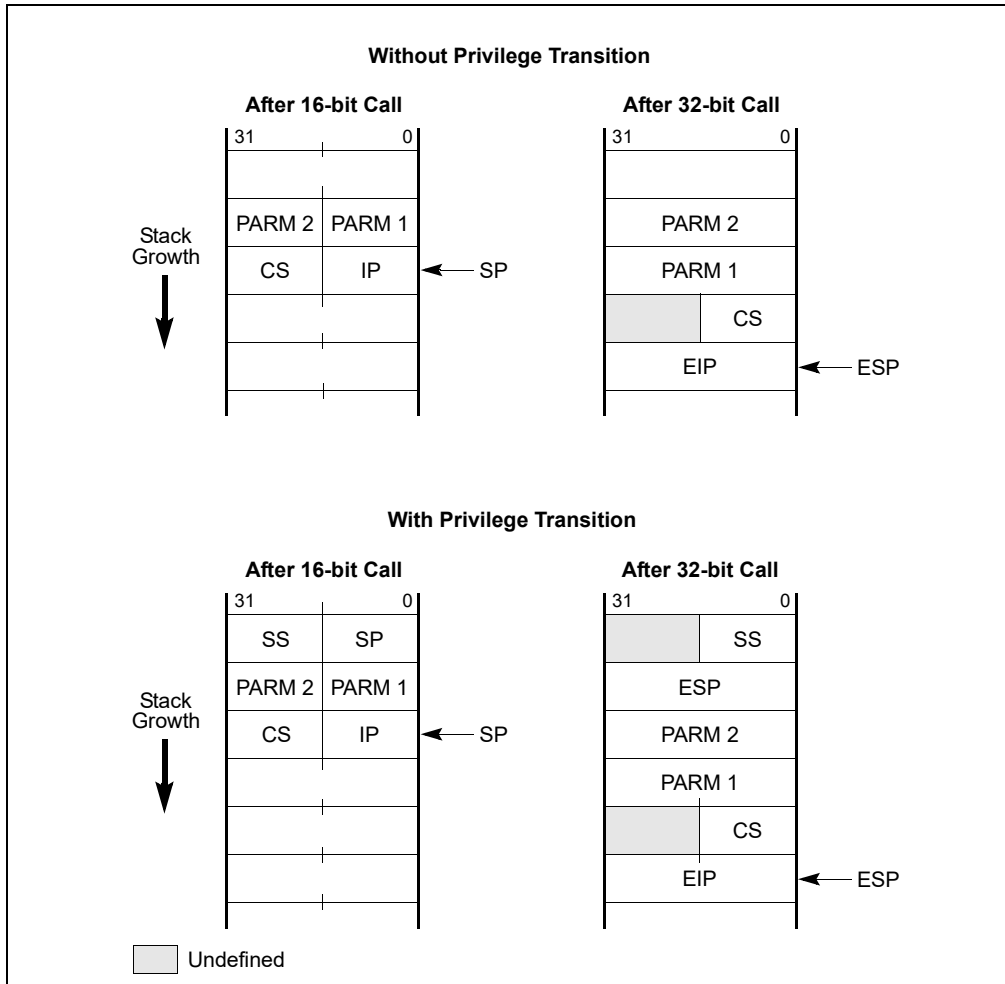 Without Privilege Transition
After 16-bit Call
After 32-bit Call
31 0
31 0
PARM 2 PARM 1
PARM 2
Stack
Growth
CS IP
SP
PARM 1
CS
EIP
ESP
With Privilege Transition
After 16-bit Call
After 32-bit Call
31 0
31 0
SS SP
SS
Stack
Growth
PARM 2 PARM 1
ESP
CS IP
SP
PARM 2
PARM 1
CS
EIP
ESP
Undefined